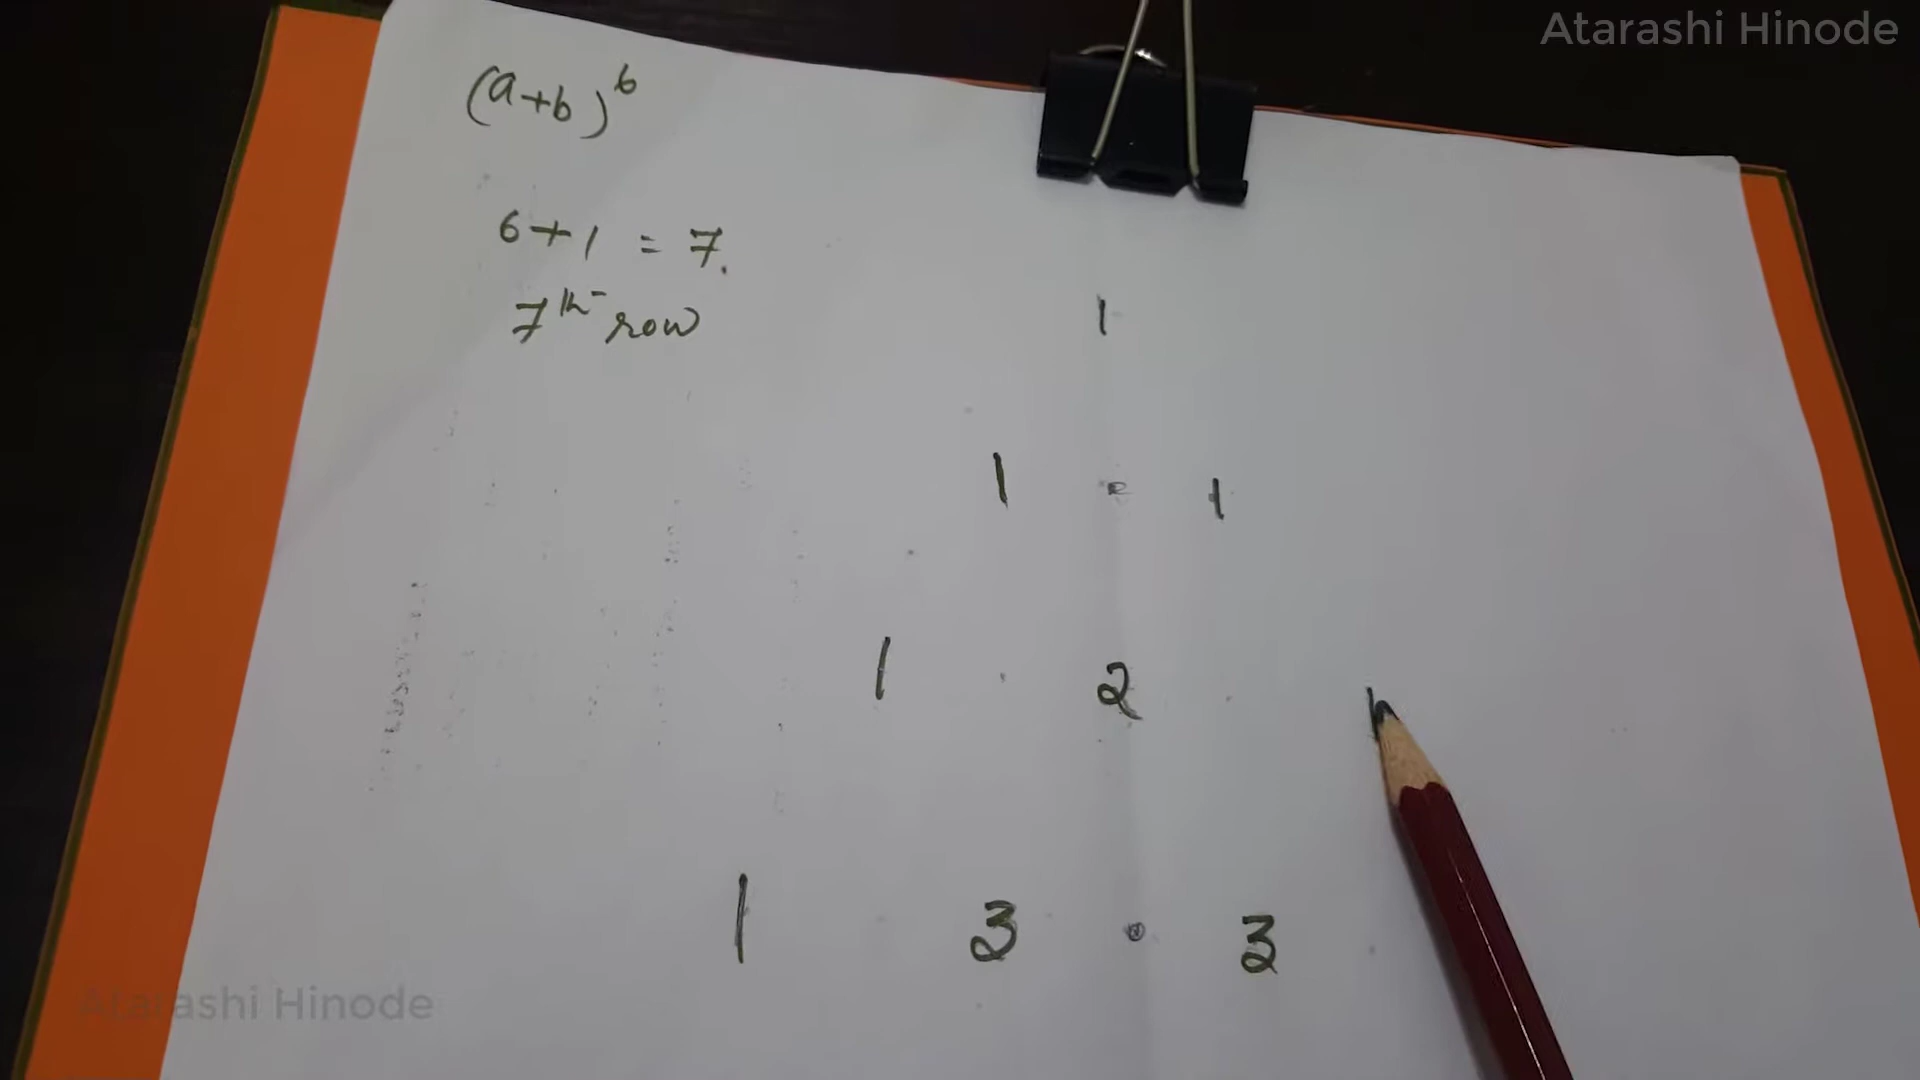 Atarashi Hinode
(a+b)⁶
6+1 = 7.
7th row
1
1 1
1 2 1
1 3 3
Atarashi Hinode